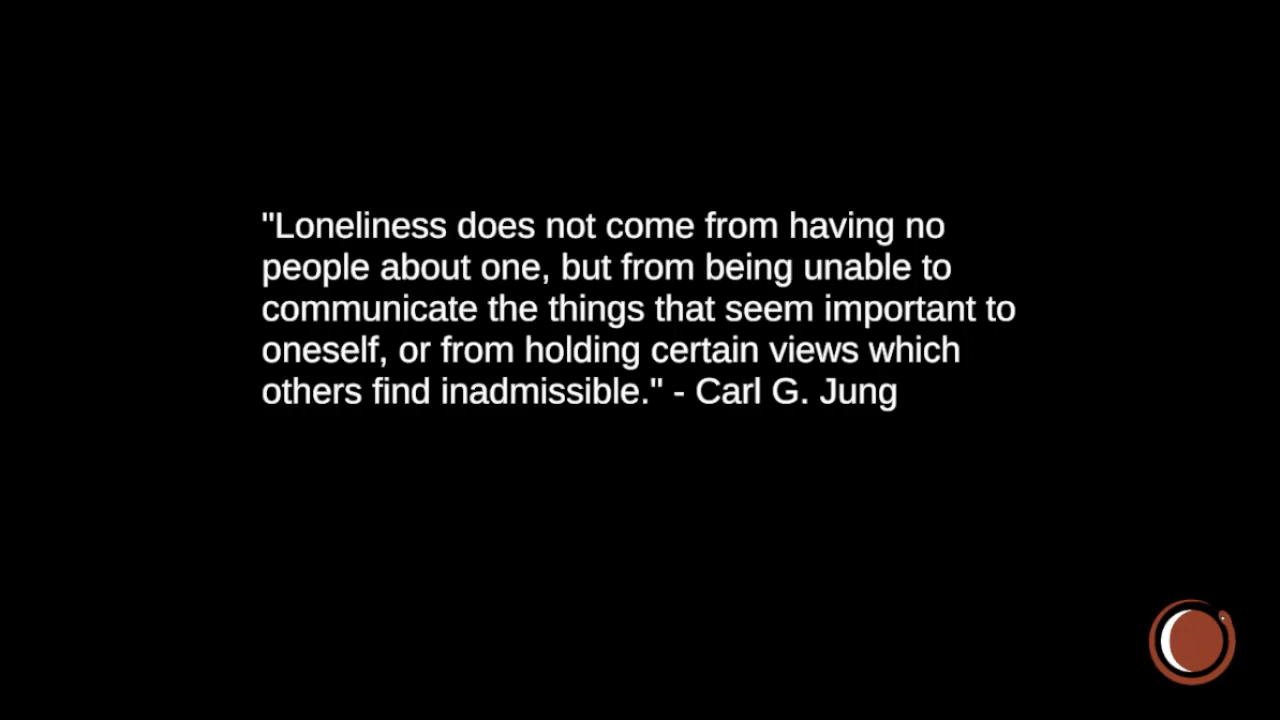 "Loneliness does not come from having no
people about one, but from being unable to
communicate the things that seem important to
oneself, or from holding certain views which
others find inadmissible." - Carl G. Jung